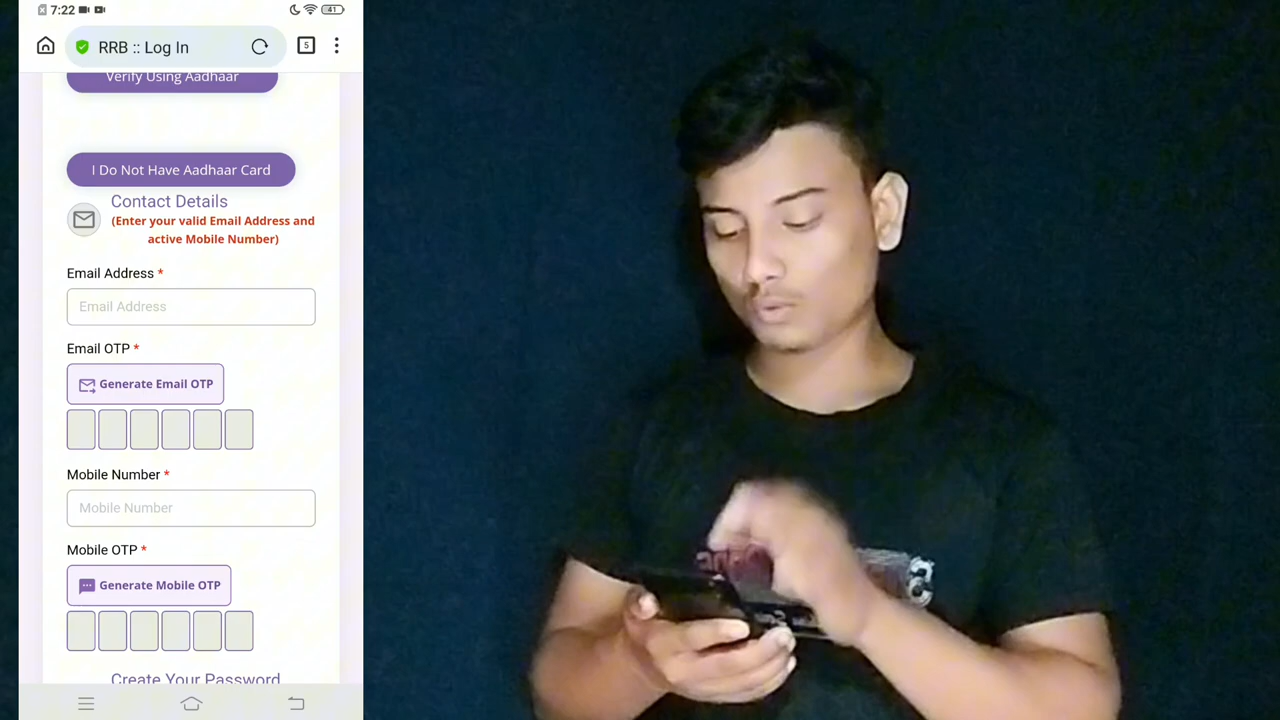 7:22
41
RRB :: Log In
5
Verify Using Aadhaar
I Do Not Have Aadhaar Card
Contact Details
(Enter your valid Email Address and
active Mobile Number)
Email Address *
Email Address
Email OTP *
Generate Email OTP
Mobile Number *
Mobile Number
Mobile OTP *
Generate Mobile OTP
Create Your Password